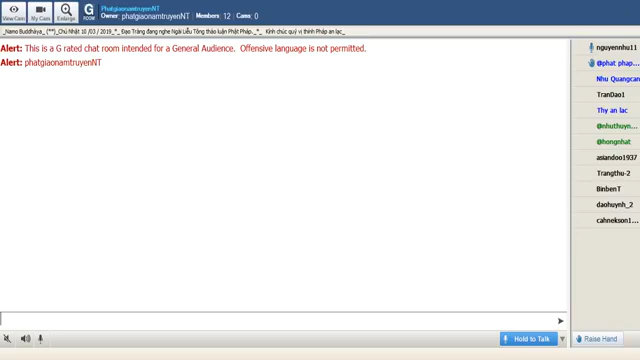 View Cam
My Cam
Enlarge
G
ROOM
PhatgiaonamtruyenNT
Owner: phatgiaonamtruyenNT | Members: 12 | Cams: 0
_Namo Buddhàya_ (**)_Chủ Nhật 10 /03 / 2019_*_ Đạo Tràng đang nghe Ngài Liễu Tông thảo luận Phật Pháp._*_ Kính chúc quý vị thính Pháp an lạc_
Alert: This is a G rated chat room intended for a General Audience. Offensive language is not permitted.
Alert: phatgiaonamtruyenNT
nguyennhu11
@phat phap...
Nhu Quangcan
TranDao1
Thy an lac
@nhuthuyn...
@hongnhat
asiandoo1937
Trangthu-2
BinbenT
daohuynh_2
cahnekson1...
Hold to Talk
Raise Hand